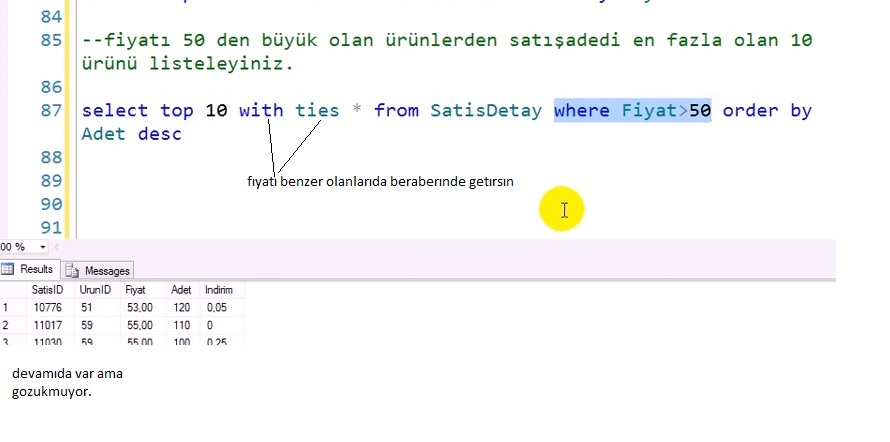 84
85 --fiyatı 50 den büyük olan ürünlerden satışadedi en fazla olan 10
ürünü listeleyiniz.
86
87 select top 10 with ties * from SatisDetay where Fiyat>50 order by
Adet desc
88
89
fıyatı benzer olanlarıda beraberınde getırsın
90
91
00 %
Results Messages
SatisID UrunID Fiyat Adet Indirim
1 10776 51 53,00 120 0,05
2 11017 59 55,00 110 0
3 11030 59 55,00 100 0,25
devamıda var ama
gozukmuyor.